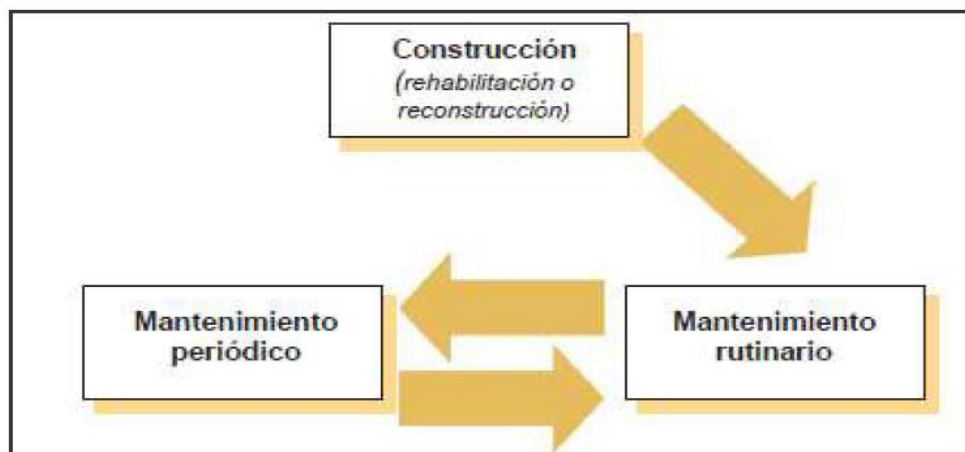 Construcción
(rehabilitación o
reconstrucción)
Mantenimiento
periódico
Mantenimiento
rutinario